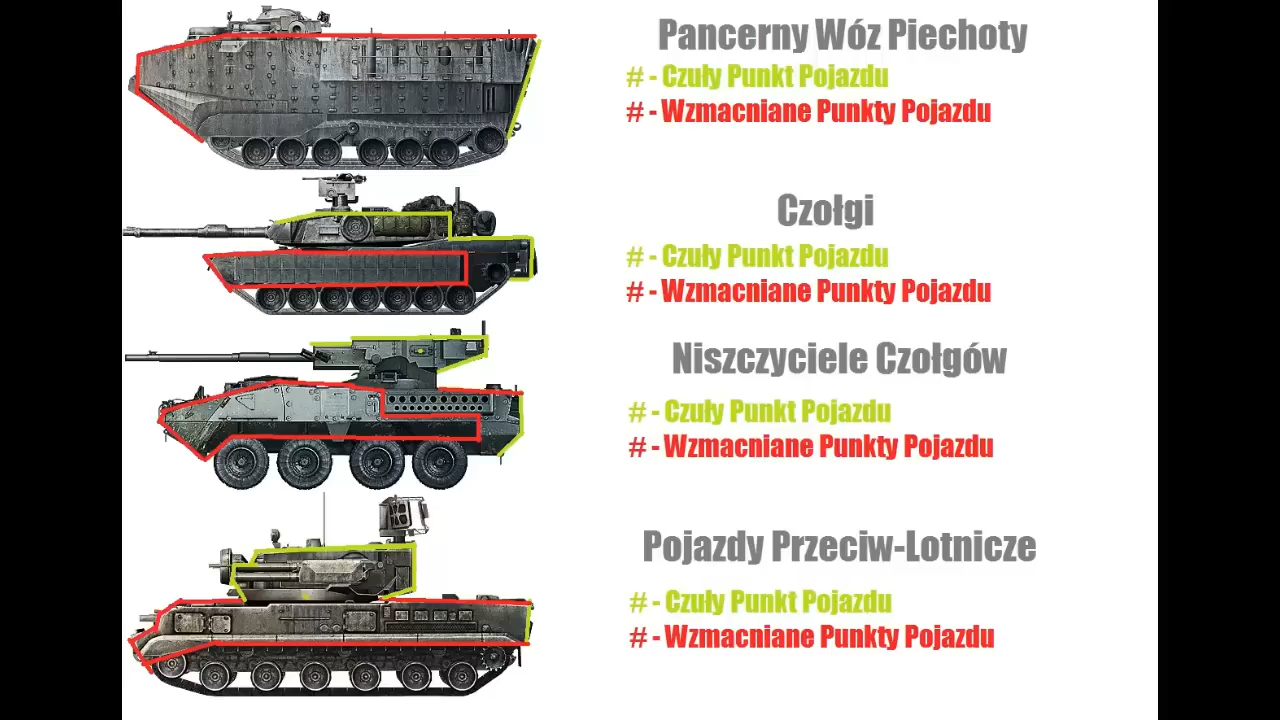 Pancerny Wóz Piechoty
# - Czuły Punkt Pojazdu
# - Wzmacniane Punkty Pojazdu
Czołgi
# - Czuły Punkt Pojazdu
# - Wzmacniane Punkty Pojazdu
Niszczyciele Czołgów
# - Czuły Punkt Pojazdu
# - Wzmacniane Punkty Pojazdu
Pojazdy Przeciw-Lotnicze
# - Czuły Punkt Pojazdu
# - Wzmacniane Punkty Pojazdu